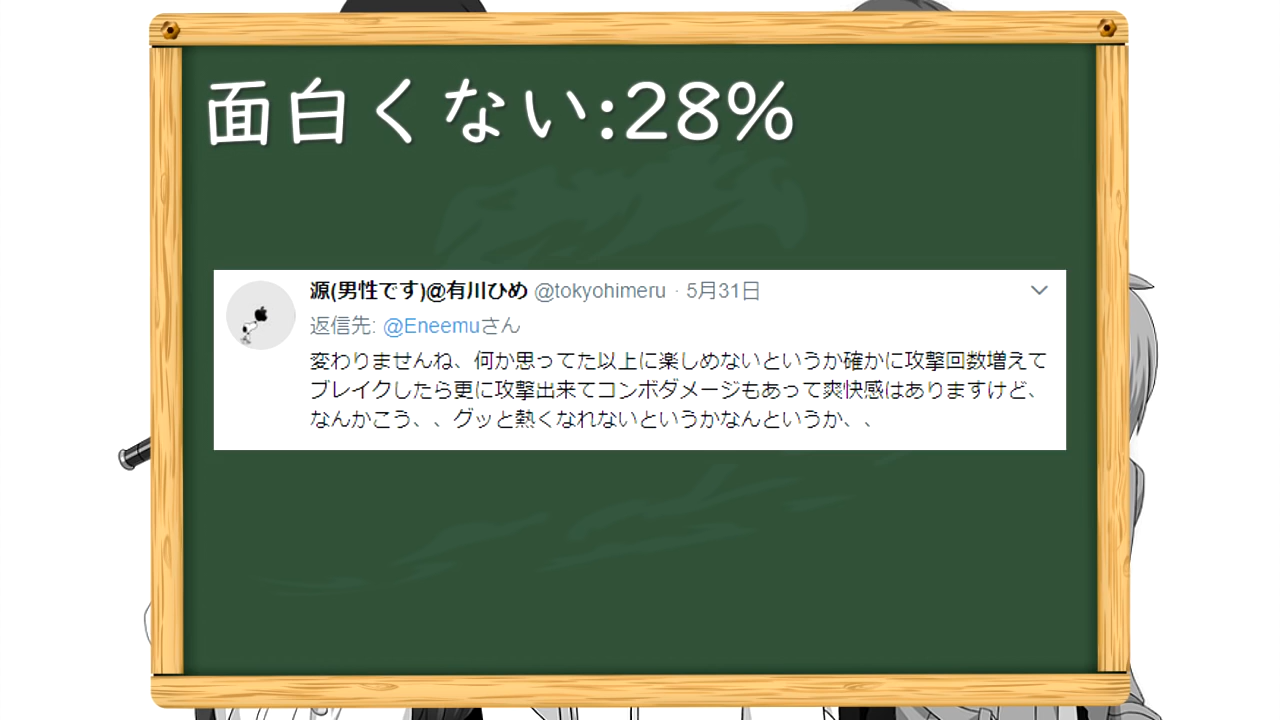 面白くない:28%
源(男性です)@有川ひめ @tokyohimeru · 5月31日
返信先: @Eneemuさん
変わりませんね、何か思ってた以上に楽しめないというか確かに攻撃回数増えて
ブレイクしたら更に攻撃出来てコンボダメージもあって爽快感はありますけど、
なんかこう、、グッと熱くなれないというかなんというか、、